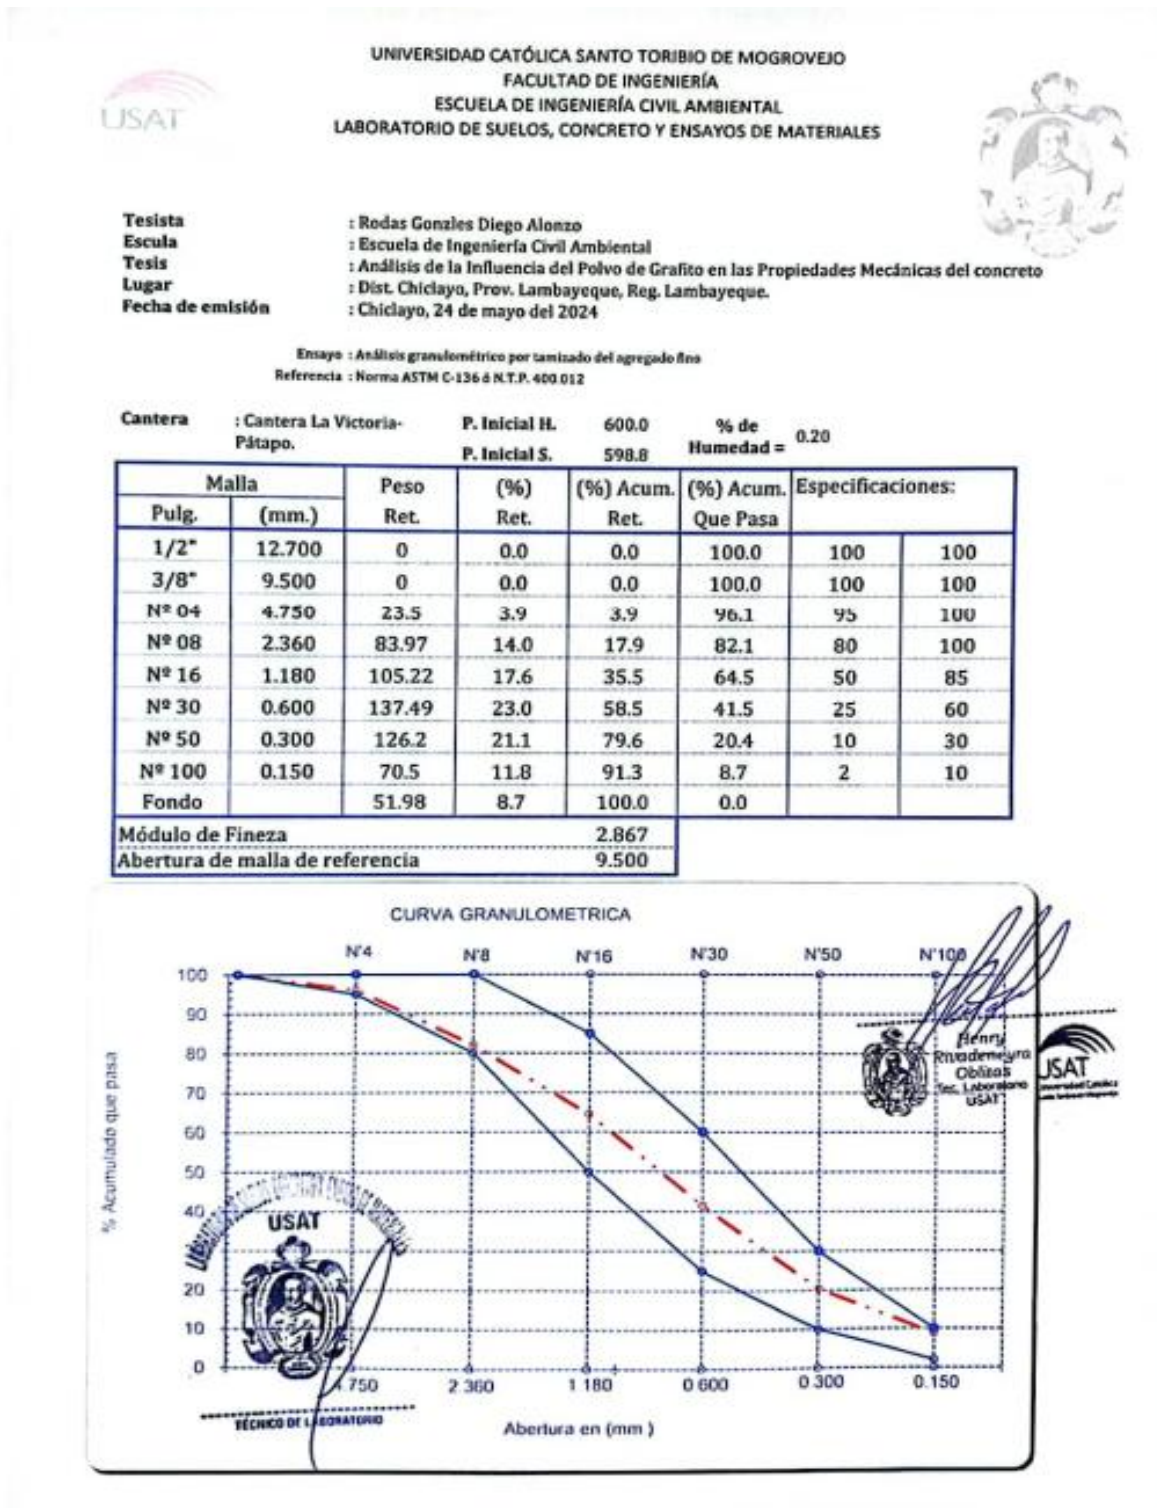 UNIVERSIDAD CATÓLICA SANTO TORIBIO DE MOGROVEJO
FACULTAD DE INGENIERÍA
ESCUELA DE INGENIERÍA CIVIL AMBIENTAL
LABORATORIO DE SUELOS, CONCRETO Y ENSAYOS DE MATERIALES
USAT
Tesista : Rodas Gonzles Diego Alonzo
Escula : Escuela de Ingeniería Civil Ambiental
Tesis : Análisis de la Influencia del Polvo de Grafito en las Propiedades Mecánicas del concreto
Lugar : Dist. Chiclayo, Prov. Lambayeque, Reg. Lambayeque.
Fecha de emisión : Chiclayo, 24 de mayo del 2024
Ensayo : Análisis granulométrico por tamizado del agregado fino
Referencia : Norma ASTM C-136 ó N.T.P. 400.012
Cantera : Cantera La Victoria- P. Inicial H. 600.0 % de
Pátapo. P. Inicial S. 598.8 Humedad = 0.20
Malla Peso (%) (%) Acum. (%) Acum. Especificaciones:
Pulg. (mm.) Ret. Ret. Ret. Que Pasa
1/2" 12.700 0 0.0 0.0 100.0 100 100
3/8" 9.500 0 0.0 0.0 100.0 100 100
Nº 04 4.750 23.5 3.9 3.9 96.1 95 100
Nº 08 2.360 83.97 14.0 17.9 82.1 80 100
Nº 16 1.180 105.22 17.6 35.5 64.5 50 85
Nº 30 0.600 137.49 23.0 58.5 41.5 25 60
Nº 50 0.300 126.2 21.1 79.6 20.4 10 30
Nº 100 0.150 70.5 11.8 91.3 8.7 2 10
Fondo 51.98 8.7 100.0 0.0
Módulo de Fineza 2.867
Abertura de malla de referencia 9.500
CURVA GRANULOMETRICA
N'4 N'8 N'16 N'30 N'50 N'100
100
90
80
70
60
50
40
20
10
0
% Acumulado que pasa
4.750 2 360 1 180 0 600 0 300 0.150
Abertura en (mm )
Henry
Rivadeneyra
Oblitas
Tec. Laboratorio
USAT
USAT
USAT
TÉCNICO DE LABORATORIO